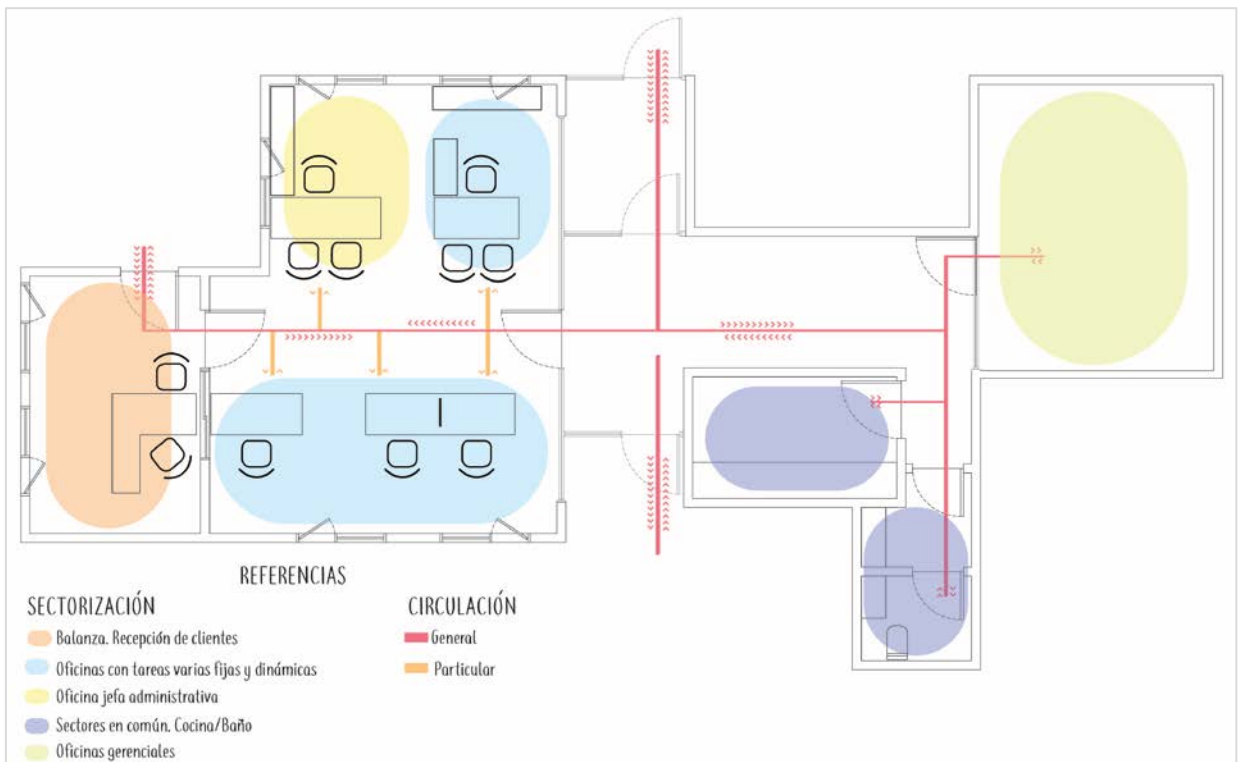 REFERENCIAS
SECTORIZACIÓN
Balanza. Recepción de clientes
Oficinas con tareas varias fijas y dinámicas
Oficina jefa administrativa
Sectores en común. Cocina/Baño
Oficinas gerenciales
CIRCULACIÓN
General
Particular